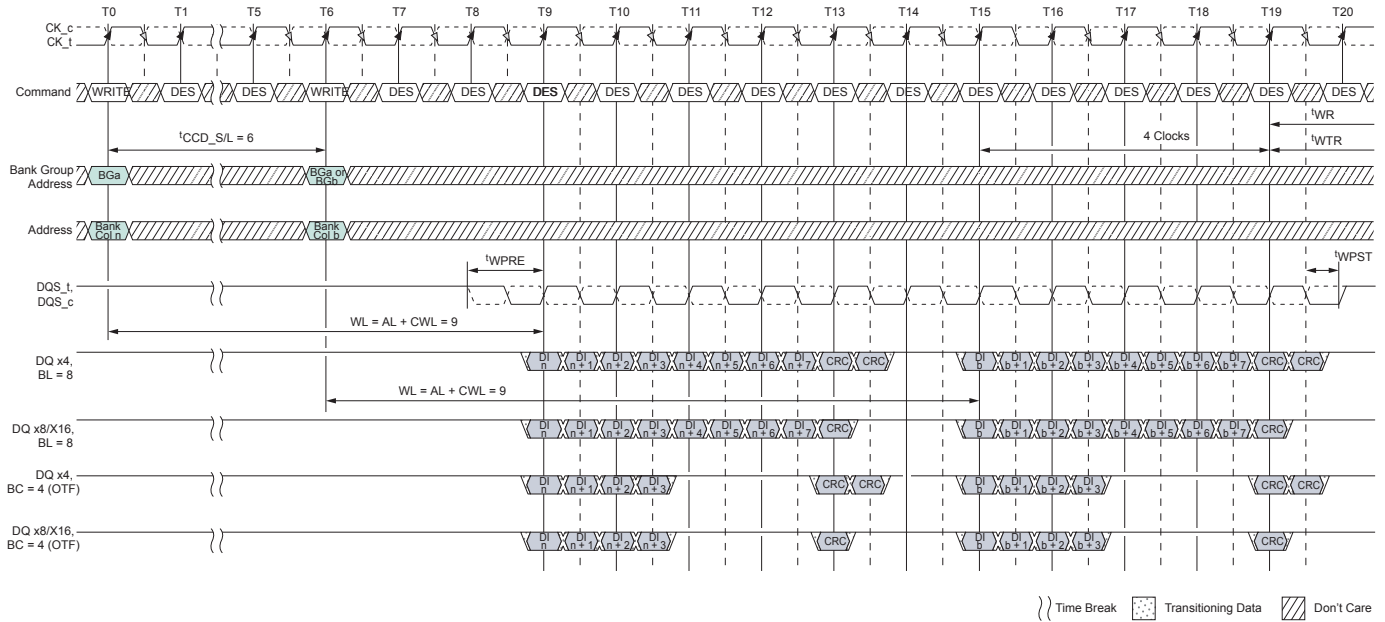 T0 T1 T5 T6 T7 T8 T9 T10 T11 T12 T13 T14 T15 T16 T17 T18 T19 T20
CK_c
CK_t
Command WRITE DES DES WRITE DES DES DES DES DES DES DES DES DES DES DES DES DES DES
tWR
tCCD_S/L = 6
4 Clocks
tWTR
Bank Group
Address
BGa
BGa or
BGb
Address
Bank
Col n
Bank
Col b
tWPRE
tWPST
DQS_t,
DQS_c
WL = AL + CWL = 9
DQ x4,
BL = 8
DI DI DI DI DI DI DI DI CRC CRC DI DI DI DI DI DI DI DI CRC CRC
n n + 1 n + 2 n + 3 n + 4 n + 5 n + 6 n + 7 b b + 1 b + 2 b + 3 b + 4 b + 5 b + 6 b + 7
WL = AL + CWL = 9
DQ x8/X16,
BL = 8
DI DI DI DI DI DI DI DI CRC DI DI DI DI DI DI DI DI CRC
n n + 1 n + 2 n + 3 n + 4 n + 5 n + 6 n + 7 b b + 1 b + 2 b + 3 b + 4 b + 5 b + 6 b + 7
DQ x4,
BC = 4 (OTF)
DI DI DI DI CRC CRC DI DI DI DI CRC CRC
n n + 1 n + 2 n + 3 b b + 1 b + 2 b + 3
DQ x8/X16,
BC = 4 (OTF)
DI DI DI DI CRC DI DI DI DI CRC
n n + 1 n + 2 n + 3 b b + 1 b + 2 b + 3
Time Break Transitioning Data Don't Care